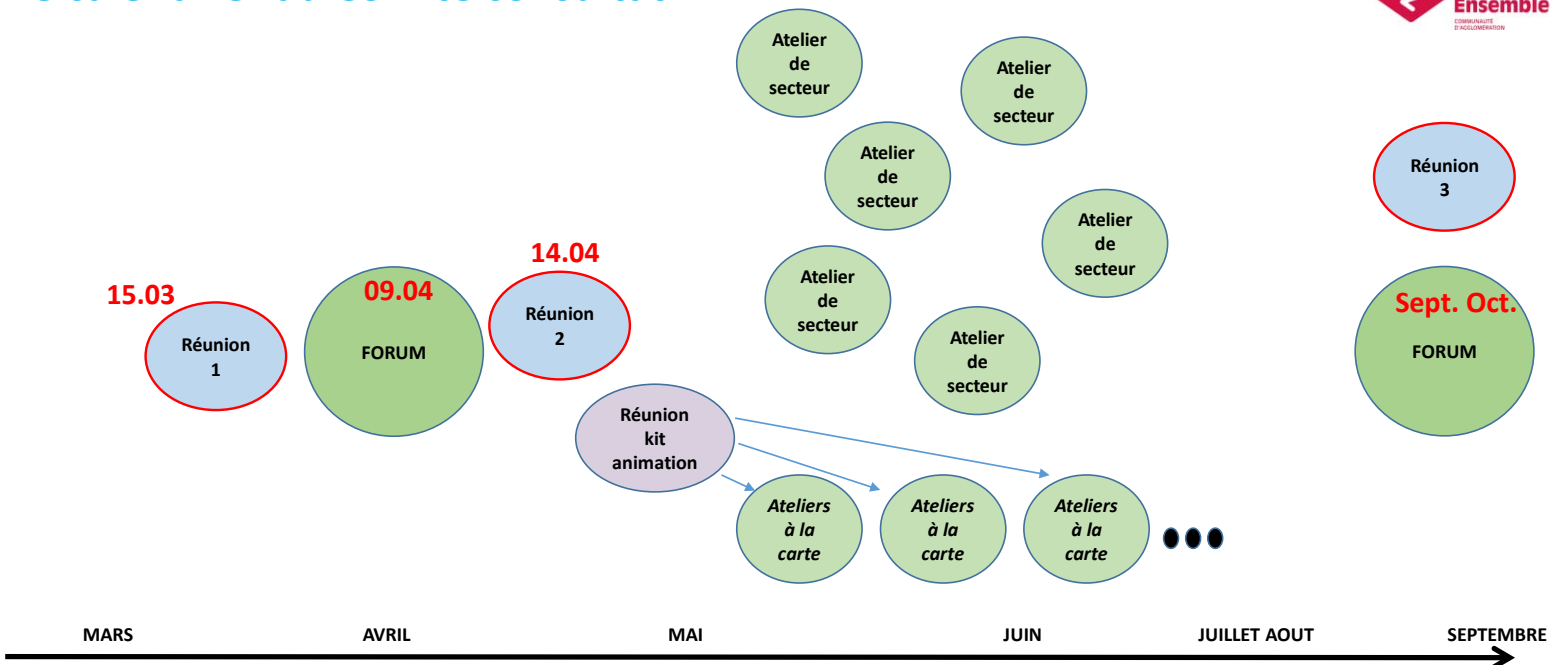 Ensemble
COMMUNAUTÉ
D'AGGLOMÉRATION
Atelier
de
secteur
Atelier
de
secteur
Atelier
de
secteur
Réunion
3
Atelier
de
secteur
14.04
15.03
09.04
Atelier
de
secteur
Sept. Oct.
Réunion
2
Réunion
1
FORUM
Atelier
de
secteur
FORUM
Réunion
kit
animation
Ateliers
à la
carte
Ateliers
à la
carte
Ateliers
à la
carte
MARS
AVRIL
MAI
JUIN
JUILLET AOUT
SEPTEMBRE